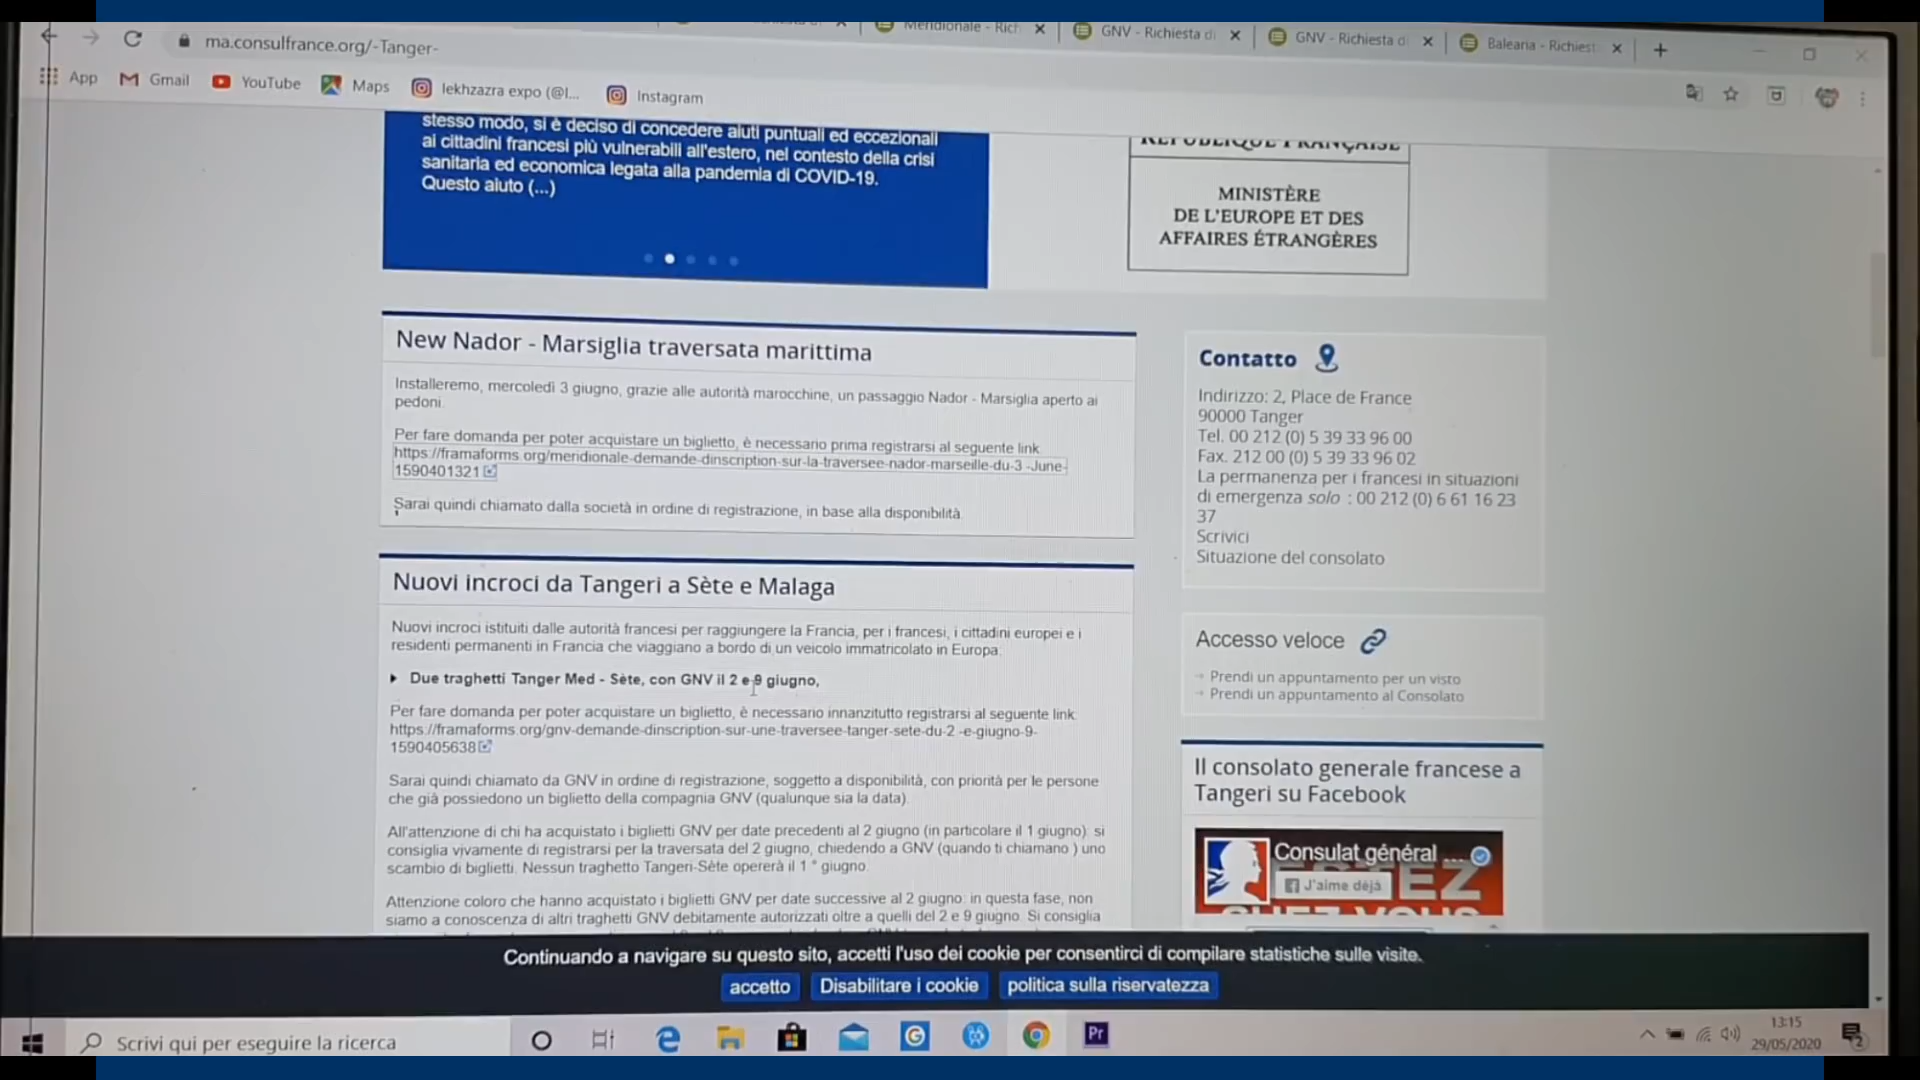 Meridionale - Rich
GNV - Richiesta di
GNV - Richiesta d
Balearia - Richiest
ma.consulfrance.org/-Tanger-
App
Gmail
YouTube
Maps
lekhzazra expo (@l...
Instagram
stesso modo, si è deciso di concedere aiuti puntuali ed eccezionali
ai cittadini francesi più vulnerabili all'estero, nel contesto della crisi
sanitaria ed economica legata alla pandemia di COVID-19.
Questo aiuto (...)
RÉPUBLIQUE FRANÇAISE
MINISTÈRE
DE L'EUROPE ET DES
AFFAIRES ÉTRANGÈRES
New Nador - Marsiglia traversata marittima
Installeremo, mercoledì 3 giugno, grazie alle autorità marocchine, un passaggio Nador - Marsiglia aperto ai
pedoni.
Per fare domanda per poter acquistare un biglietto, è necessario prima registrarsi al seguente link:
https://framaforms.org/meridionale-demande-dinscription-sur-la-traversee-nador-marseille-du-3 -June-
1590401321
Sarai quindi chiamato dalla società in ordine di registrazione, in base alla disponibilità.
Nuovi incroci da Tangeri a Sète e Malaga
Nuovi incroci istituiti dalle autorità francesi per raggiungere la Francia, per i francesi, i cittadini europei e i
residenti permanenti in Francia che viaggiano a bordo di un veicolo immatricolato in Europa:
Due traghetti Tanger Med - Sète, con GNV il 2 e 9 giugno,
Per fare domanda per poter acquistare un biglietto, è necessario innanzitutto registrarsi al seguente link:
https://framaforms.org/gnv-demande-dinscription-sur-une-traversee-tanger-sete-du-2 -e-giugno-9-
1590405638
Sarai quindi chiamato da GNV in ordine di registrazione, soggetto a disponibilità, con priorità per le persone
che già possiedono un biglietto della compagnia GNV (qualunque sia la data).
All'attenzione di chi ha acquistato i biglietti GNV per date precedenti al 2 giugno (in particolare il 1 giugno): si
consiglia vivamente di registrarsi per la traversata del 2 giugno, chiedendo a GNV (quando ti chiamano ) uno
scambio di biglietti. Nessun traghetto Tangeri-Sète opererà il 1 ° giugno.
Attenzione coloro che hanno acquistato i biglietti GNV per date successive al 2 giugno: in questa fase, non
siamo a conoscenza di altri traghetti GNV debitamente autorizzati oltre a quelli del 2 e 9 giugno. Si consiglia
Contatto
Indirizzo: 2, Place de France
90000 Tanger
Tel. 00 212 (0) 5 39 33 96 00
Fax. 212 00 (0) 5 39 33 96 02
La permanenza per i francesi in situazioni
di emergenza solo : 00 212 (0) 6 61 16 23
37
Scrivici
Situazione del consolato
Accesso veloce
Prendi un appuntamento per un visto
Prendi un appuntamento al Consolato
Il consolato generale francese a
Tangeri su Facebook
Consulat général ...
J'aime déjà
Continuando a navigare su questo sito, accetti l'uso dei cookie per consentirci di compilare statistiche sulle visite.
accetto
Disabilitare i cookie
politica sulla riservatezza
Scrivi qui per eseguire la ricerca
Pr
13:15
29/05/2020
2